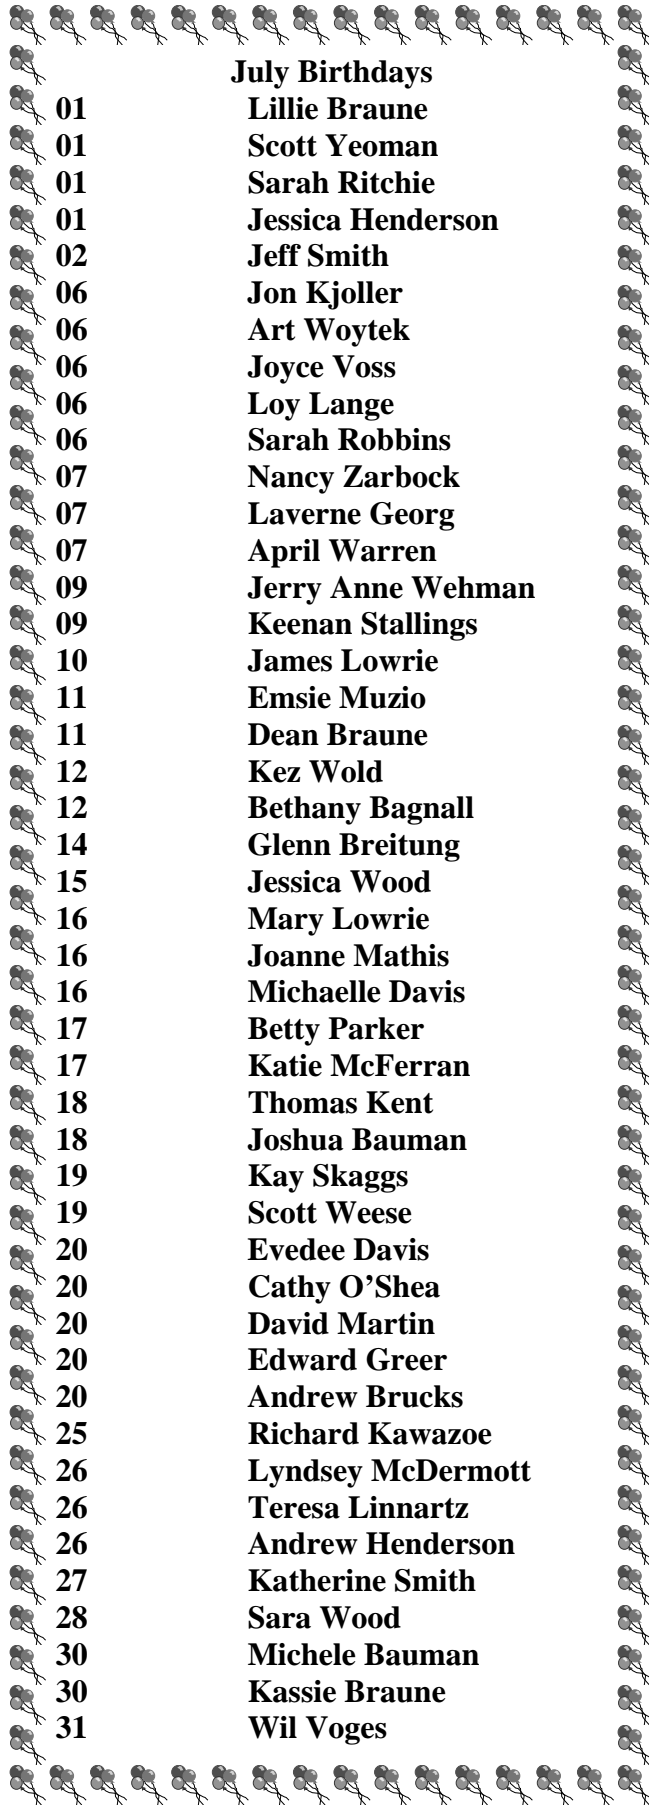 July Birthdays
01 Lillie Braune
01 Scott Yeoman
01 Sarah Ritchie
01 Jessica Henderson
02 Jeff Smith
06 Jon Kjoller
06 Art Woytek
06 Joyce Voss
06 Loy Lange
06 Sarah Robbins
07 Nancy Zarbock
07 Laverne Georg
07 April Warren
09 Jerry Anne Wehman
09 Keenan Stallings
10 James Lowrie
11 Emsie Muzio
11 Dean Braune
12 Kez Wold
12 Bethany Bagnall
14 Glenn Breitung
15 Jessica Wood
16 Mary Lowrie
16 Joanne Mathis
16 Michaelle Davis
17 Betty Parker
17 Katie McFerran
18 Thomas Kent
18 Joshua Bauman
19 Kay Skaggs
19 Scott Weese
20 Evedee Davis
20 Cathy O’Shea
20 David Martin
20 Edward Greer
20 Andrew Brucks
25 Richard Kawazoe
26 Lyndsey McDermott
26 Teresa Linnartz
26 Andrew Henderson
27 Katherine Smith
28 Sara Wood
30 Michele Bauman
30 Kassie Braune
31 Wil Voges